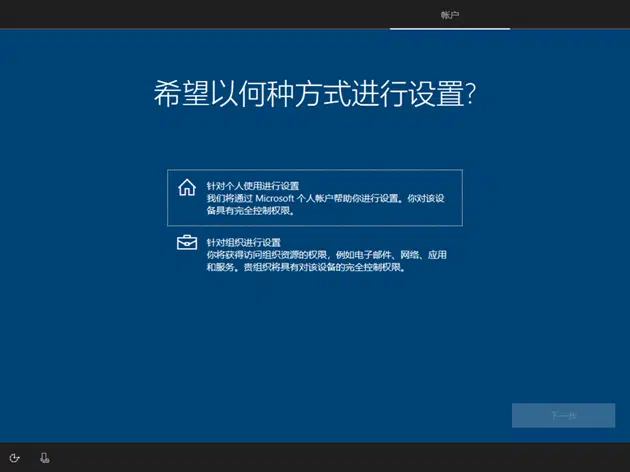 帐户
希望以何种方式进行设置?
针对个人使用进行设置
我们将通过 Microsoft 个人帐户帮助你进行设置。你对该设
备具有完全控制权限。
针对组织进行设置
你将获得访问组织资源的权限，例如电子邮件、网络、应用
和服务。贵组织将具有对该设备的完全控制权限。
下一步